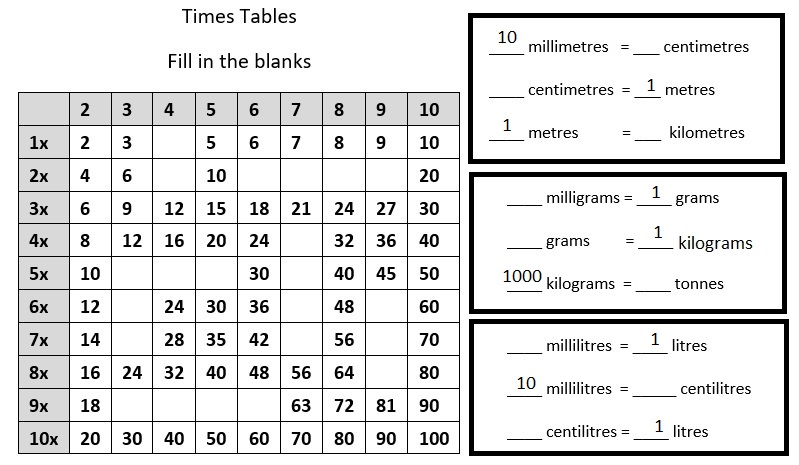 Times Tables
Fill in the blanks
2 3 4 5 6 7 8 9 10
1x 2 3 5 6 7 8 9 10
2x 4 6 10 20
3x 6 9 12 15 18 21 24 27 30
4x 8 12 16 20 24 32 36 40
5x 10 30 40 45 50
6x 12 24 30 36 48 60
7x 14 28 35 42 56 70
8x 16 24 32 40 48 56 64 80
9x 18 63 72 81 90
10x 20 30 40 50 60 70 80 90 100
10 millimetres = ___ centimetres
____ centimetres = 1 metres
1 metres = ___ kilometres
____ milligrams = 1 grams
____ grams = 1 kilograms
1000 kilograms = ____ tonnes
____ millilitres = 1 litres
10 millilitres = _____ centilitres
____ centilitres = 1 litres